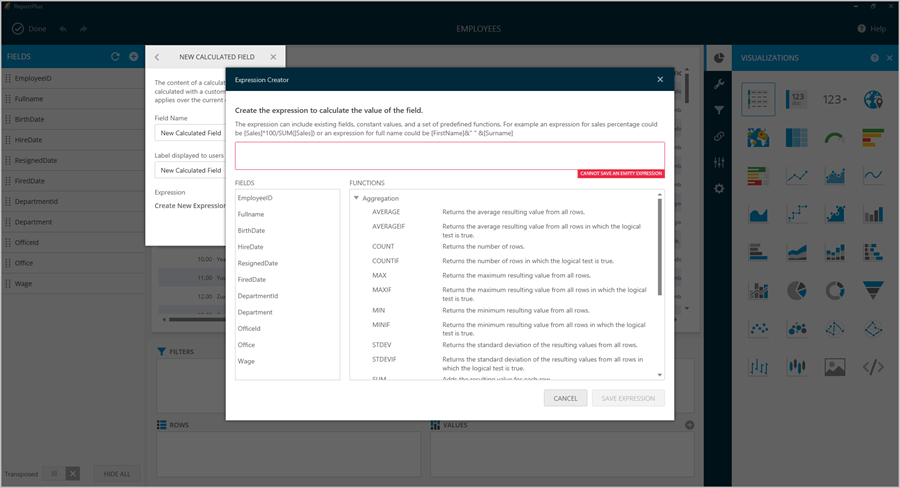 ReportPlus
Done
EMPLOYEES
Help
FIELDS
EmployeeID
Fullname
BirthDate
HireDate
ResignedDate
FiredDate
DepartmentId
Department
OfficeId
Office
Wage
Transposed
HIDE ALL
NEW CALCULATED FIELD
The content of a calcula
calculated with a custom
applies over the current
Field Name
New Calculated Field
Label displayed to users
New Calculated Field
Expression
Create New Expression
10.00
11.00
12.00
FILTERS
ROWS
VALUES
Expression Creator
Create the expression to calculate the value of the field.
The expression can include existing fields, constant values, and a set of predefined functions. For example an expression for sales percentage could
be [Sales]*100/SUM([Sales]) or an expression for full name could be [FirstName]&" " &[Surname]
CANNOT SAVE AN EMPTY EXPRESSION
FIELDS
EmployeeID
Fullname
BirthDate
HireDate
ResignedDate
FiredDate
DepartmentId
Department
OfficeId
Office
Wage
FUNCTIONS
Aggregation
AVERAGE Returns the average resulting value from all rows.
AVERAGEIF Returns the average resulting value from all rows in which the logical
test is true.
COUNT Returns the number of rows.
COUNTIF Returns the number of rows in which the logical test is true.
MAX Returns the maximum resulting value from all rows.
MAXIF Returns the maximum resulting value from all rows in which the logical
test is true.
MIN Returns the minimum resulting value from all rows.
MINIF Returns the minimum resulting value from all rows in which the logical
test is true.
STDEV Returns the standard deviation of the resulting values from all rows.
STDEVIF Returns the standard deviation of the resulting values from all rows in
which the logical test is true.
SUM Adds the resulting value for each row.
CANCEL
SAVE EXPRESSION
VISUALIZATIONS
123
DOC
123